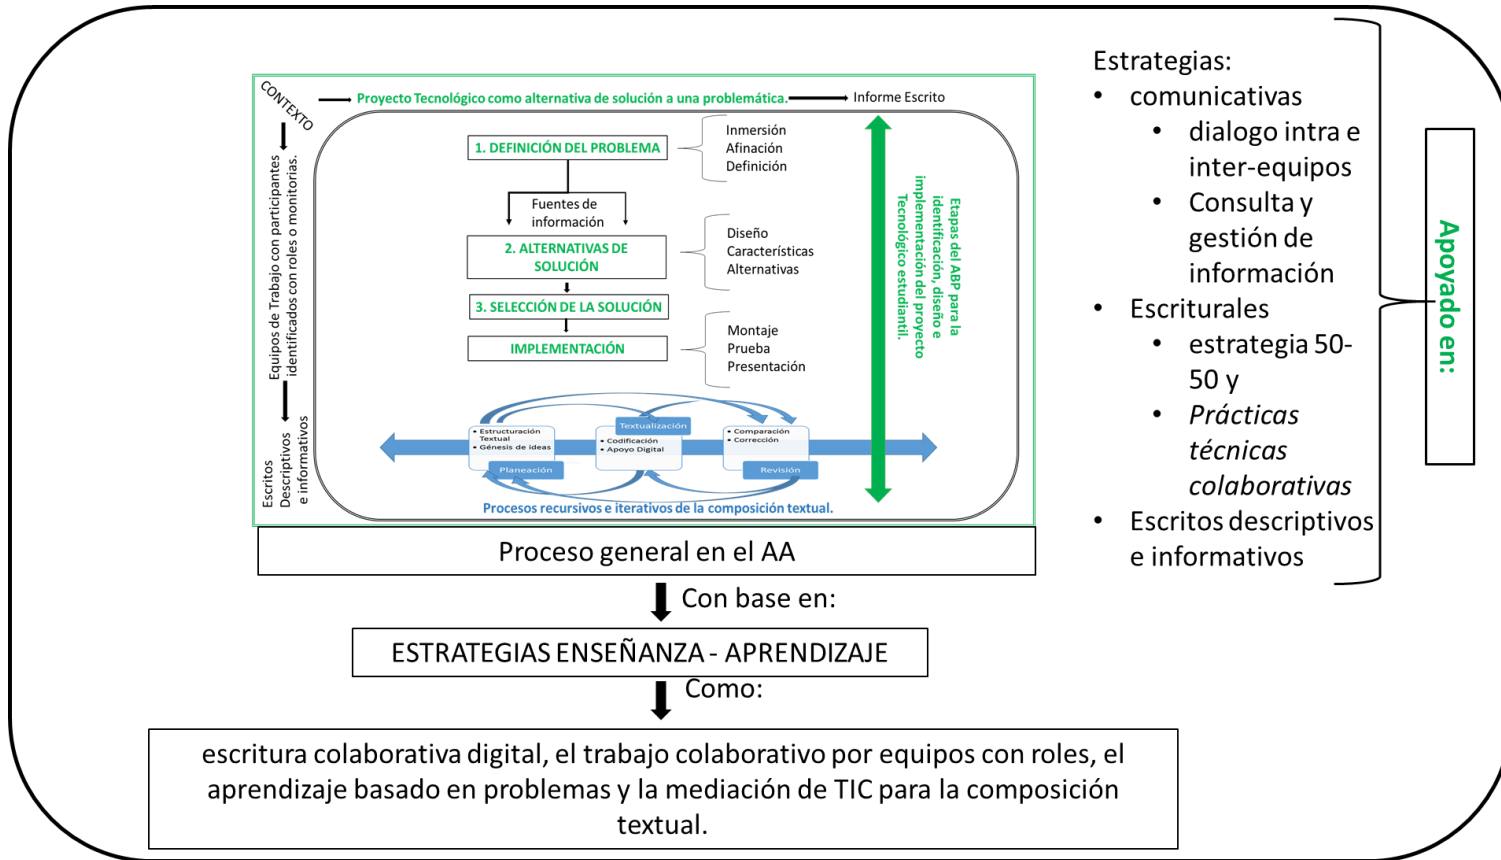 CONTEXTO
Proyecto Tecnológico como alternativa de solución a una problemática.
Informe Escrito
Equipos de Trabajo con participantes
identificados con roles o monitorias.
Escritos
Descriptivos
e informativos
1. DEFINICIÓN DEL PROBLEMA
Inmersión
Afinación
Definición
Fuentes de
información
2. ALTERNATIVAS DE
SOLUCIÓN
Diseño
Características
Alternativas
3. SELECCIÓN DE LA SOLUCIÓN
IMPLEMENTACIÓN
Montaje
Prueba
Presentación
Etapas del ABP para la
identificación, diseño e
implementación del proyecto
Tecnológico estudiantil.
• Estructuración
Textual
• Génesis de ideas
Planeación
Textualización
• Codificación
• Apoyo Digital
• Comparación
• Corrección
Revisión
Procesos recursivos e iterativos de la composición textual.
Proceso general en el AA
Con base en:
ESTRATEGIAS ENSEÑANZA - APRENDIZAJE
Como:
escritura colaborativa digital, el trabajo colaborativo por equipos con roles, el
aprendizaje basado en problemas y la mediación de TIC para la composición
textual.
Estrategias:
• comunicativas
• dialogo intra e
inter-equipos
• Consulta y
gestión de
información
• Escriturales
• estrategia 50-
50 y
• Prácticas
técnicas
colaborativas
• Escritos descriptivos
e informativos
Apoyado en: